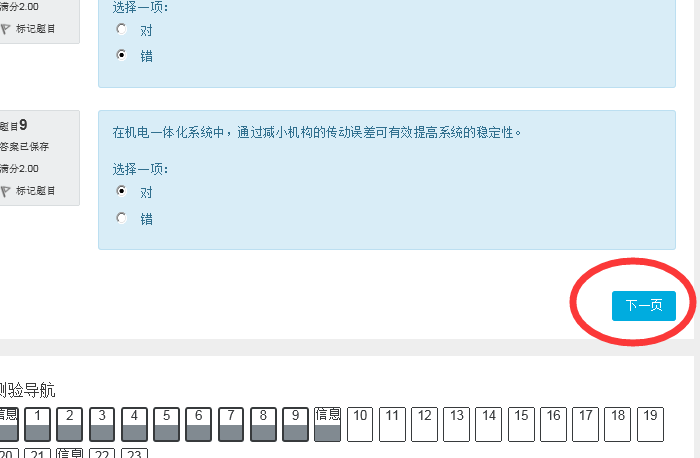 满分2.00
选择一项:
标记题目
对
错
题目9
答案已保存
满分2.00
标记题目
在机电一体化系统中，通过减小机构的传动误差可有效提高系统的稳定性。
选择一项:
对
错
下一页
测验导航
信息 1 2 3 4 5 6 7 8 9 信息 10 11 12 13 14 15 16 17 18 19
20 21 信息 22 23